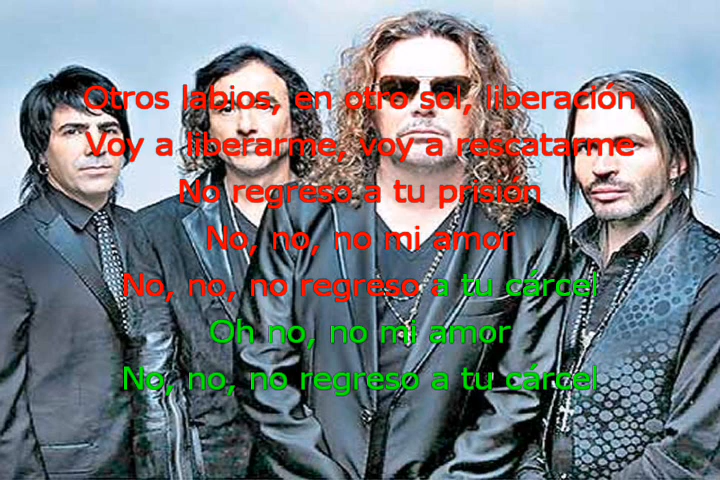 Otros labios, en otro sol, liberación
Voy a liberarme, voy a rescatarme
No regreso a tu prisión
No, no, no mi amor
No, no, no regreso a tu cárcel
Oh no, no mi amor
No, no, no regreso a tu cárcel